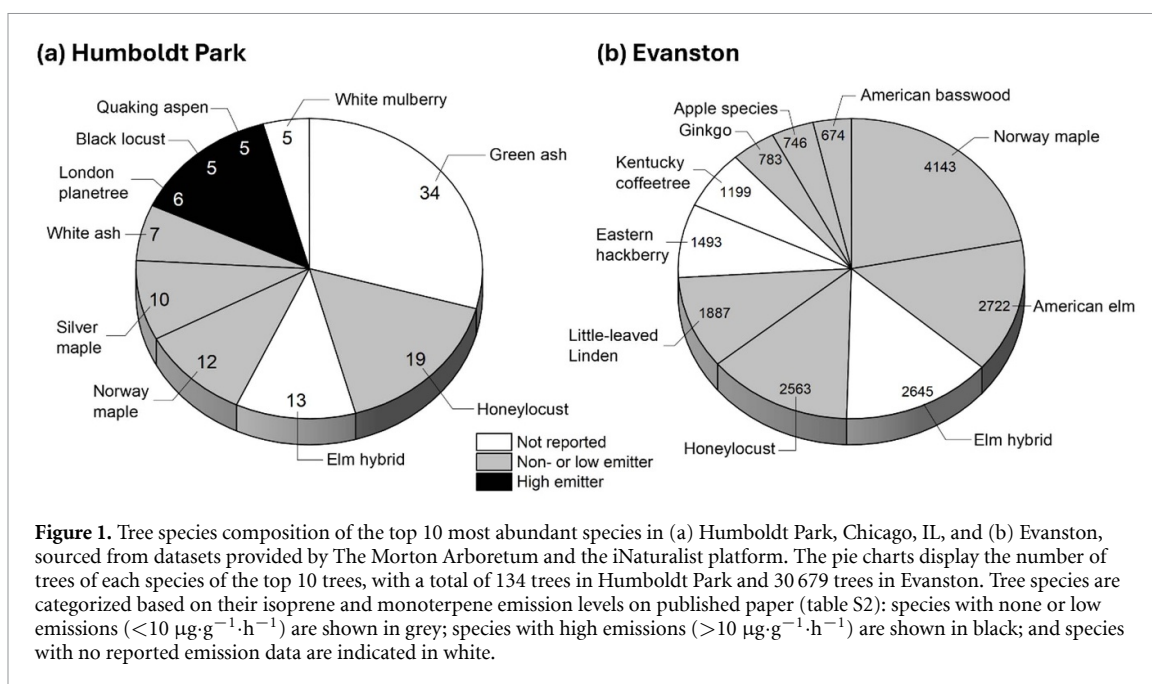 (a) Humboldt Park
White mulberry
Quaking aspen
Black locust
London
planetree
White ash
Silver
maple
Norway
maple
Elm hybrid
Honeylocust
Green ash
5
5
5
6
7
10
12
13
19
34
Not reported
Non- or low emitter
High emitter
(b) Evanston
American basswood
Apple species
Ginkgo
Kentucky
coffeetree
Eastern
hackberry
Little-leaved
Linden
Honeylocust
Elm hybrid
American elm
Norway maple
674
746
783
1199
1493
1887
2563
2645
2722
4143
Figure 1. Tree species composition of the top 10 most abundant species in (a) Humboldt Park, Chicago, IL, and (b) Evanston,
sourced from datasets provided by The Morton Arboretum and the iNaturalist platform. The pie charts display the number of
trees of each species of the top 10 trees, with a total of 134 trees in Humboldt Park and 30 679 trees in Evanston. Tree species are
categorized based on their isoprene and monoterpene emission levels on published paper (table S2): species with none or low
emissions (<10 μg·g⁻¹·h⁻¹) are shown in grey; species with high emissions (>10 μg·g⁻¹·h⁻¹) are shown in black; and species
with no reported emission data are indicated in white.